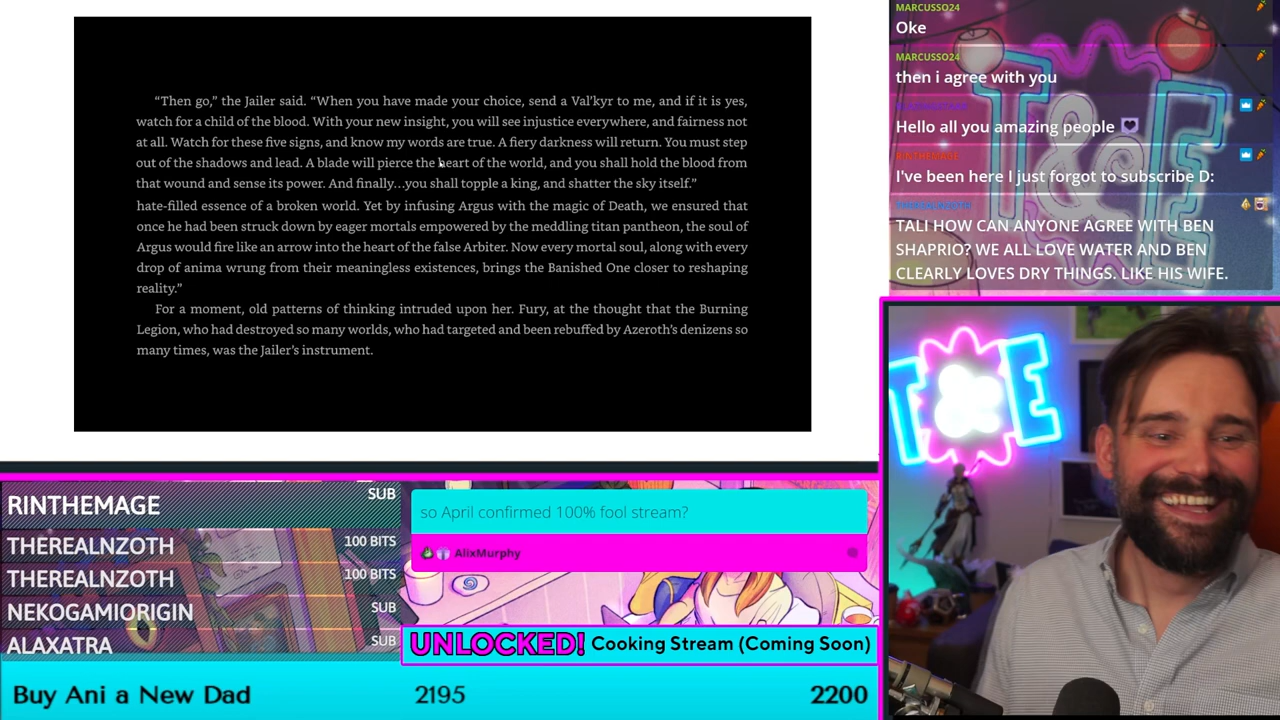 “Then go,” the Jailer said. “When you have made your choice, send a Val’kyr to me, and if it is yes,
watch for a child of the blood. With your new insight, you will see injustice everywhere, and fairness not
at all. Watch for these five signs, and know my words are true. A fiery darkness will return. You must step
out of the shadows and lead. A blade will pierce the heart of the world, and you shall hold the blood from
that wound and sense its power. And finally…you shall topple a king, and shatter the sky itself.”
hate-filled essence of a broken world. Yet by infusing Argus with the magic of Death, we ensured that
once he had been struck down by eager mortals empowered by the meddling titan pantheon, the soul of
Argus would fire like an arrow into the heart of the false Arbiter. Now every mortal soul, along with every
drop of anima wrung from their meaningless existences, brings the Banished One closer to reshaping
reality.”
For a moment, old patterns of thinking intruded upon her. Fury, at the thought that the Burning
Legion, who had destroyed so many worlds, who had targeted and been rebuffed by Azeroth’s denizens so
many times, was the Jailer’s instrument.
MARCUSSO24
Oke
MARCUSSO24
then i agree with you
Hello all you amazing people
RINTHEMAGE
I've been here I just forgot to subscribe D:
THEREALNZOTH
TALI HOW CAN ANYONE AGREE WITH BEN
SHAPRIO? WE ALL LOVE WATER AND BEN
CLEARLY LOVES DRY THINGS. LIKE HIS WIFE.
T&E
T E
RINTHEMAGE SUB
THEREALNZOTH 100 BITS
THEREALNZOTH 100 BITS
NEKOGAMIORIGIN SUB
ALAXATRA SUB
so April confirmed 100% fool stream?
AlixMurphy
UNLOCKED! Cooking Stream (Coming Soon)
Buy Ani a New Dad 2195 2200